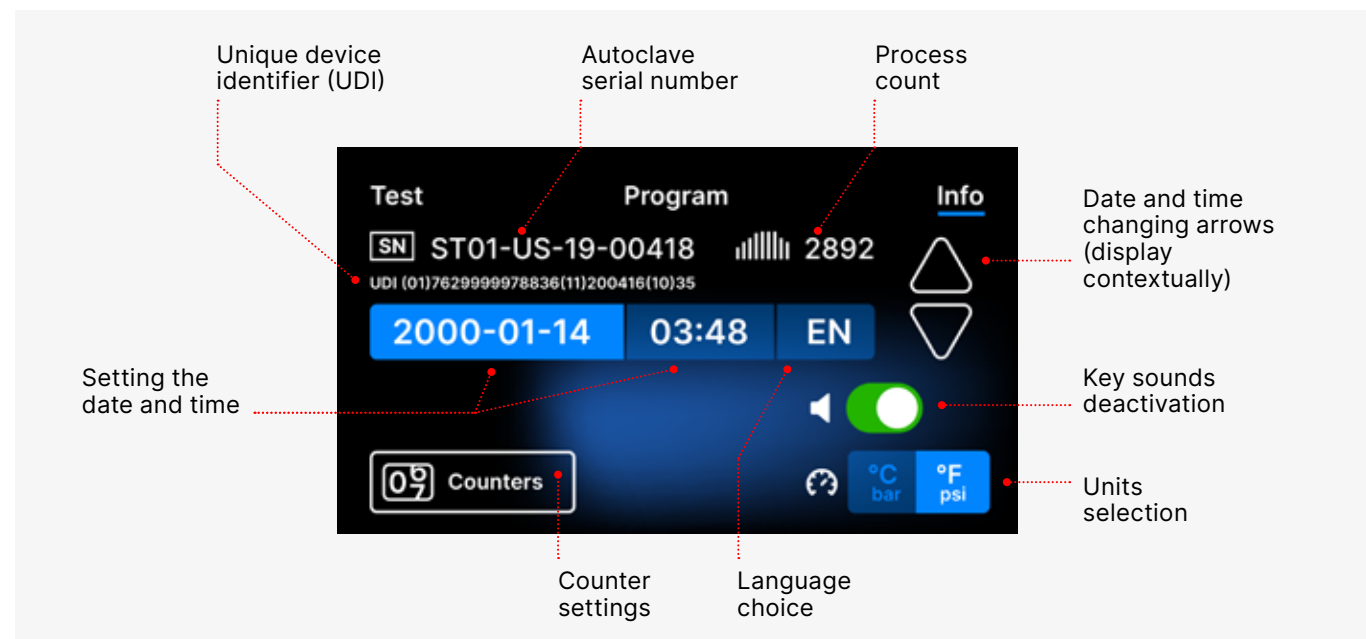 Unique device
identifier (UDI)
Autoclave
serial number
Process
count
Test
Program
Info
SN ST01-US-19-00418
2892
UDI (01)7629999978836(11)200416(10)35
2000-01-14
03:48
EN
Date and time
changing arrows
(display
contextually)
Setting the
date and time
Key sounds
deactivation
Counters
°C
bar
°F
psi
Units
selection
Counter
settings
Language
choice